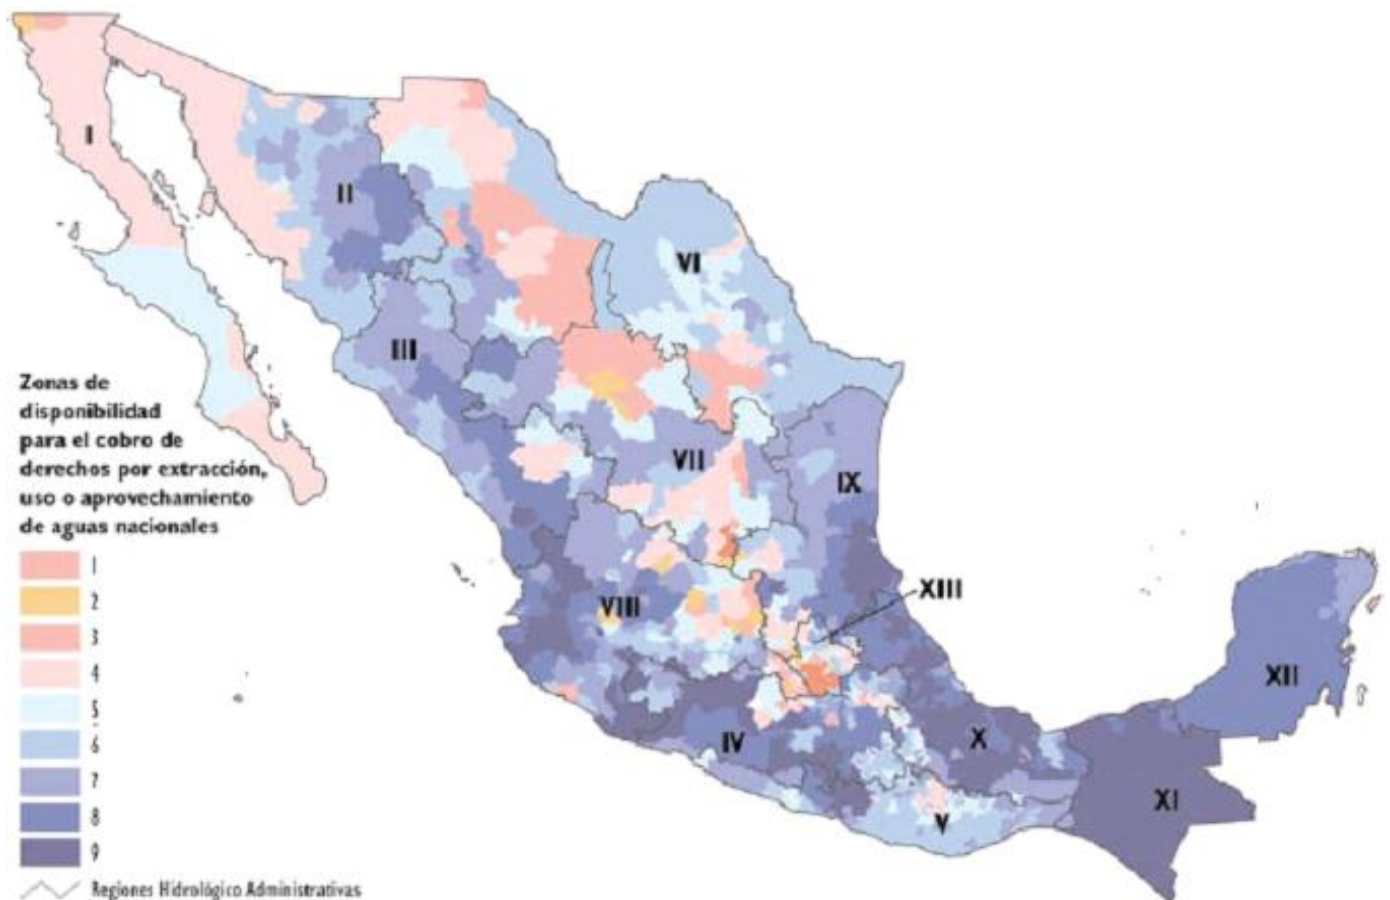 I
II
VI
III
VII
IX
XIII
VIII
XII
IV
X
XI
V
Zonas de
disponibilidad
para el cobro de
derechos por extracción,
uso o aprovechamiento
de aguas nacionales
1
2
3
4
5
6
7
8
9
Regiones Hidrológico Administrativas